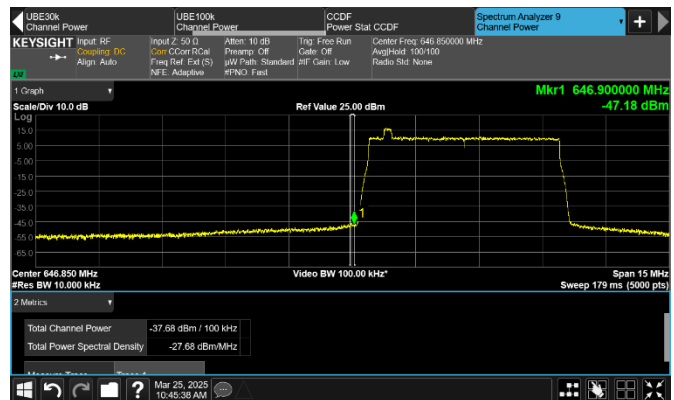 UBE30k
Channel Power
UBE100k
Channel Power
CCDF
Power Stat CCDF
Spectrum Analyzer 9
Channel Power
KEYSIGHT
Input: RF
Coupling: DC
Align: Auto
Input Z: 50 Ω
Corr CCorr RCal
Freq Ref: Ext (S)
NFE: Adaptive
Atten: 10 dB
Preamp: Off
µW Path: Standard
#PNO: Fast
Trig: Free Run
Gate: Off
#IF Gain: Low
Center Freq: 646.850000 MHz
Avg|Hold: 100/100
Radio Std: None
1 Graph
Scale/Div 10.0 dB
Ref Value 25.00 dBm
Mkr1 646.900000 MHz
-47.18 dBm
Log
15.0
5.00
-5.00
-15.0
-25.0
-35.0
-45.0
-55.0
-65.0
1
Center 646.850 MHz
#Res BW 10.000 kHz
Video BW 100.00 kHz*
Span 15 MHz
Sweep 179 ms (5000 pts)
2 Metrics
Total Channel Power -37.68 dBm / 100 kHz
Total Power Spectral Density -27.68 dBm/MHz
Mar 25, 2025
10:45:38 AM